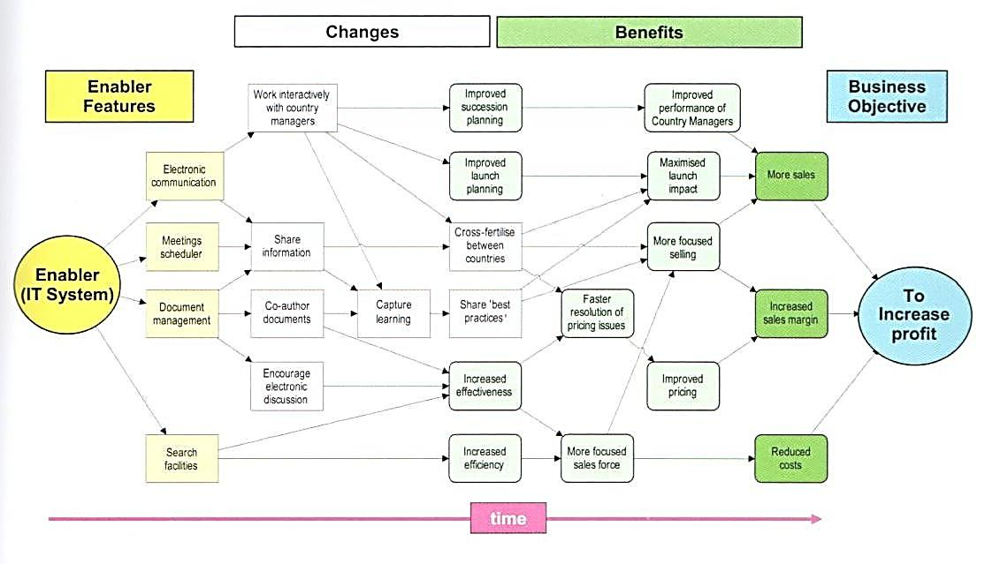 Changes
Benefits
Enabler
Features
Business
Objective
Work interactively
with country
managers
Improved
succession
planning
Improved
performance of
Country Managers
Electronic
communication
Improved
launch
planning
Maximised
launch
impact
More sales
Meetings
scheduler
Share
information
Cross-fertilise
between
countries
More focused
selling
Enabler
(IT System)
Document
management
Co-author
documents
Capture
learning
Share 'best
practices'
Faster
resolution of
pricing issues
Increased
sales margin
To
Increase
profit
Encourage
electronic
discussion
Increased
effectiveness
Improved
pricing
Search
facilities
Increased
efficiency
More focused
sales force
Reduced
costs
time